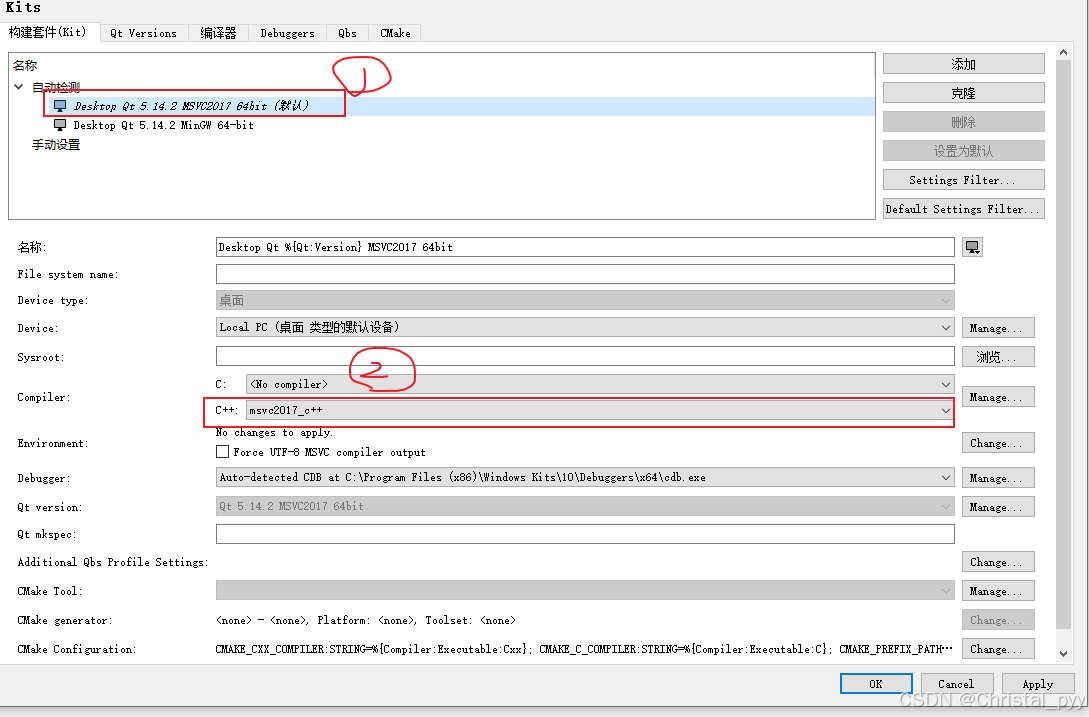 Kits
构建套件(Kit) Qt Versions 编译器 Debuggers Qbs CMake
名称
自动检测
Desktop Qt 5.14.2 MSVC2017 64bit (默认)
Desktop Qt 5.14.2 MinGW 64-bit
手动设置
1
添加
克隆
删除
设置为默认
Settings Filter...
Default Settings Filter...
名称: Desktop Qt %{Qt:Version} MSVC2017 64bit
File system name:
Device type: 桌面
Device: Local PC (桌面 类型的默认设备) Manage...
Sysroot: 浏览...
2
Compiler: C: <No compiler> Manage...
C++: msvc2017_c++
Environment: No changes to apply. Change...
Force UTF-8 MSVC compiler output
Debugger: Auto-detected CDB at C:\Program Files (x86)\Windows Kits\10\Debuggers\x64\cdb.exe Manage...
Qt version: Qt 5.14.2 MSVC2017 64bit Manage...
Qt mkspec:
Additional Qbs Profile Settings: Change...
CMake Tool: Manage...
CMake generator: <none> - <none>, Platform: <none>, Toolset: <none> Change...
CMake Configuration: CMAKE_CXX_COMPILER:STRING=%{Compiler:Executable:Cxx}; CMAKE_C_COMPILER:STRING=%{Compiler:Executable:C}; CMAKE_PREFIX_PATH... Change...
OK Cancel Apply
CSDN @Christal_pyy